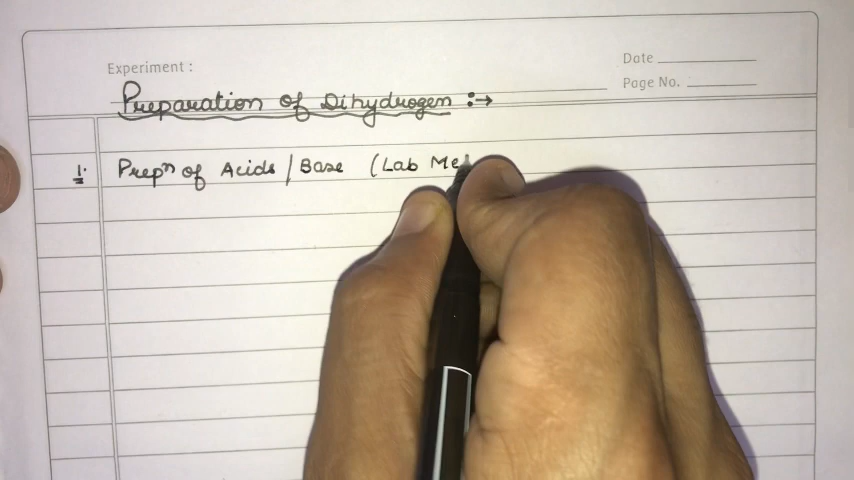 Experiment :
Date
Page No.
Preparation of Dihydrogen :→
1. Prepⁿ of Acids / Base (Lab Me